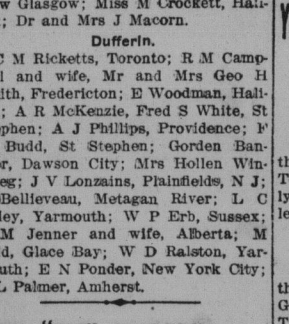 Glasgow; Miss M Crockett, Hali-
; Dr and Mrs J Macorn.
Dufferin.
C M Ricketts, Toronto; R M Camp-
l and wife, Mr and Mrs Geo H
ith, Fredericton; E Woodman, Hali-
; A R McKenzie, Fred S White, St
phen; A J Phillips, Providence; F
Budd, St Stephen; Gorden Ban-
or, Dawson City; Mrs Hollen Win-
eg; J V Lonzains, Plainfields, N J;
Bellieveau, Metagan River; L C
ley, Yarmouth; W P Erb, Sussex;
M Jenner and wife, Alberta; M
d, Glace Bay; W D Ralston, Yar-
uth; E N Ponder, New York City;
L Palmer, Amherst.